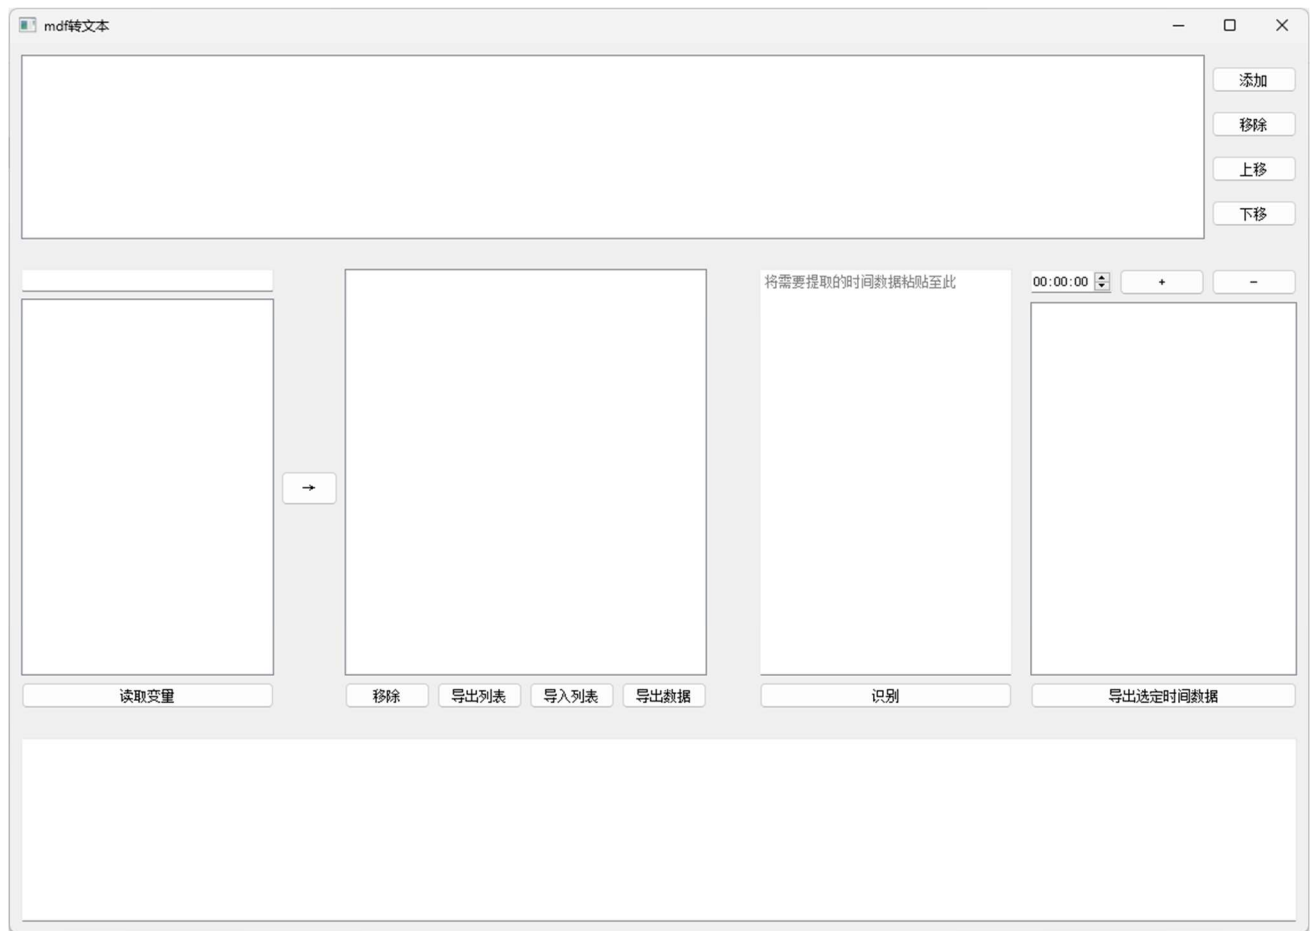 mdf转文本
添加
移除
上移
下移
将需要提取的时间数据粘贴至此
00:00:00
+
-
→
读取变量
移除
导出列表
导入列表
导出数据
识别
导出选定时间数据